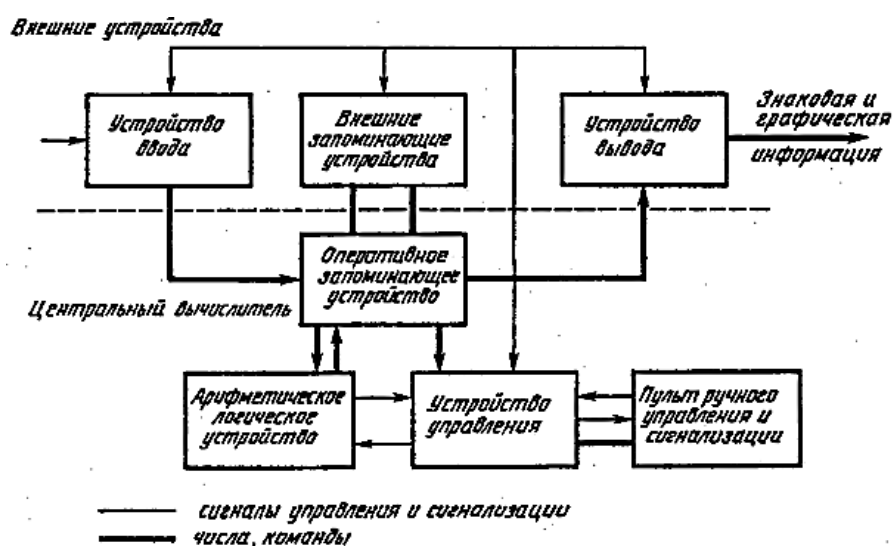 Внешние устройства
Устройство
ввода
Внешние
запоминающие
устройства
Устройство
вывода
Знаковая и
графическая
информация
Оперативное
запоминающее
устройство
Центральный вычислитель
Арифметическое
логическое
устройство
Устройство
управления
Пульт ручного
управления и
сигнализации
сигналы управления и сигнализации
числа, команды